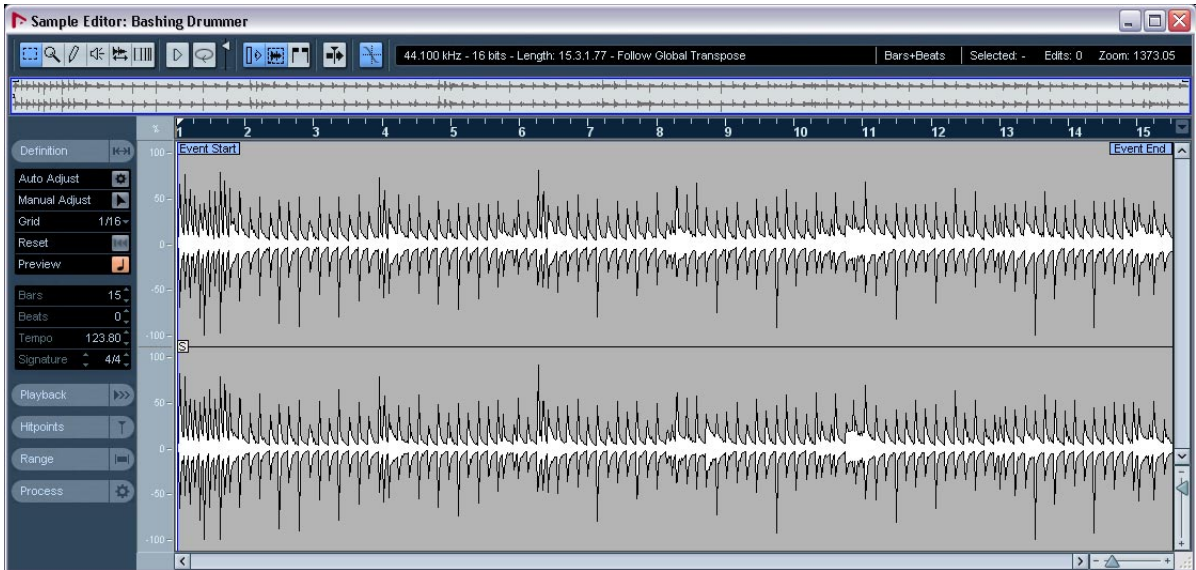 Sample Editor: Bashing Drummer
44.100 kHz - 16 bits - Length: 15.3.1.77 - Follow Global Transpose Bars+Beats Selected: - Edits: 0 Zoom: 1373.05
% 1 2 3 4 5 6 7 8 9 10 11 12 13 14 15
Definition
Auto Adjust
Manual Adjust
Grid 1/16
Reset
Preview
Bars 15
Beats 0
Tempo 123.80
Signature 4/4
Playback
Hitpoints
Range
Process
Event Start Event End
100
50
0
-50
-100
S
100
50
0
-50
-100